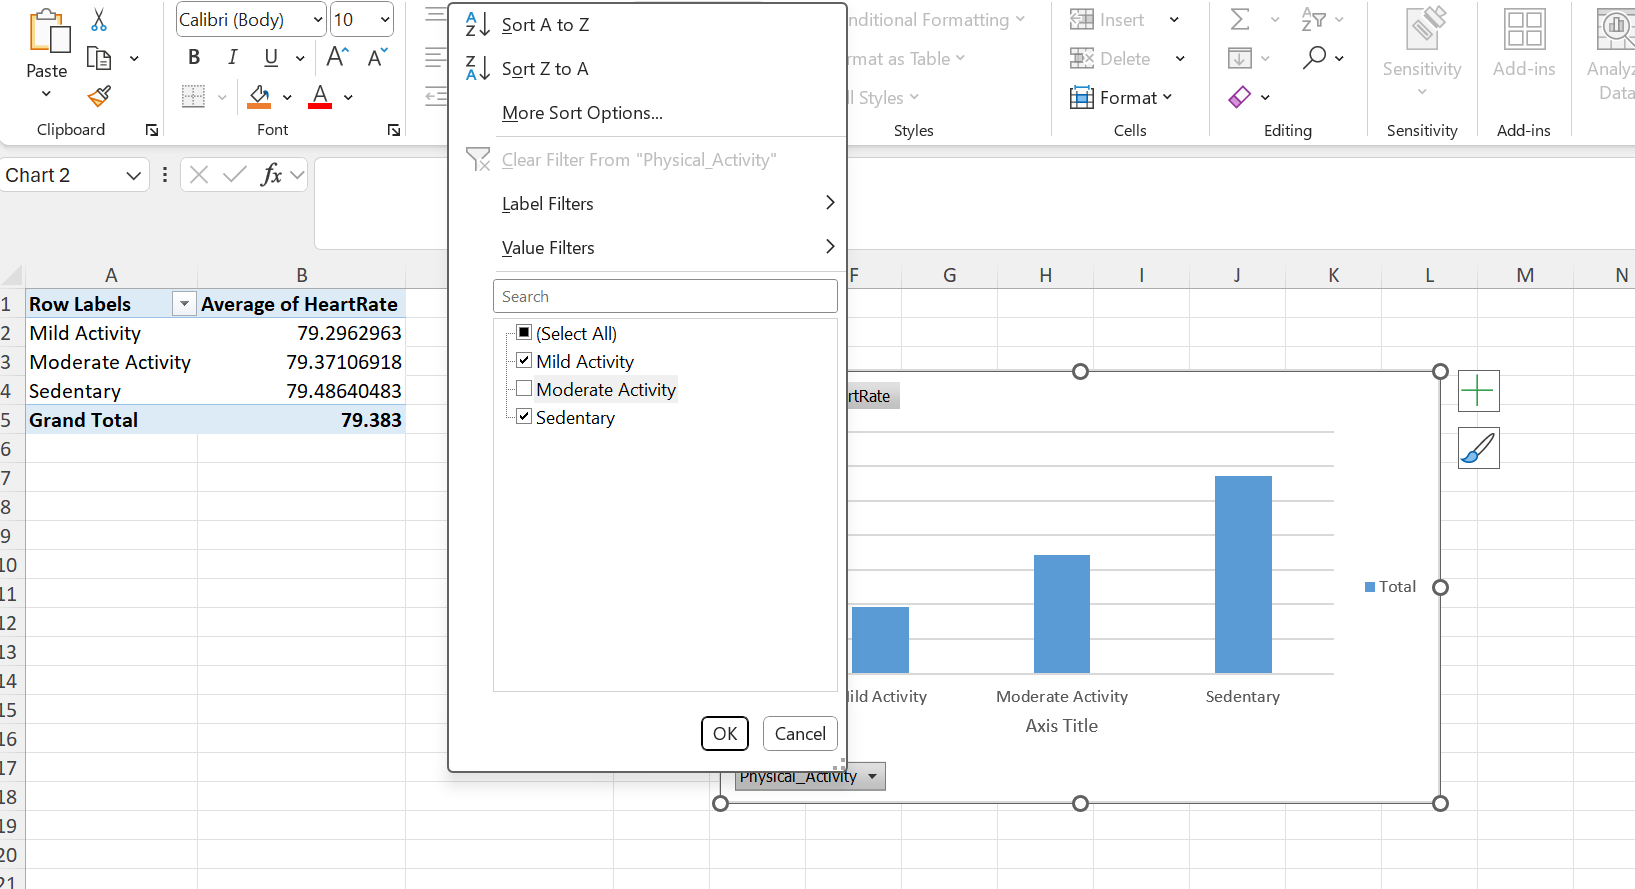 Calibri (Body)
10
Paste
B I U A A
A
Clipboard
Font
Sort A to Z
Sort Z to A
More Sort Options...
Clear Filter From "Physical_Activity"
Label Filters
Value Filters
Search
(Select All)
Mild Activity
Moderate Activity
Sedentary
OK
Cancel
nditional Formatting
rmat as Table
l Styles
Styles
Insert
Delete
Format
Cells
Editing
Sensitivity
Sensitivity
Add-ins
Add-ins
Analyz
Data
Chart 2
fx
A B F G H I J K L M N
1 Row Labels Average of HeartRate
2 Mild Activity 79.2962963
3 Moderate Activity 79.37106918
4 Sedentary 79.48640483
5 Grand Total 79.383
6
7
8
9
10
11
12
13
14
15
16
17
18
19
20
21
rtRate
Total
ild Activity Moderate Activity Sedentary
Axis Title
Physical_Activity